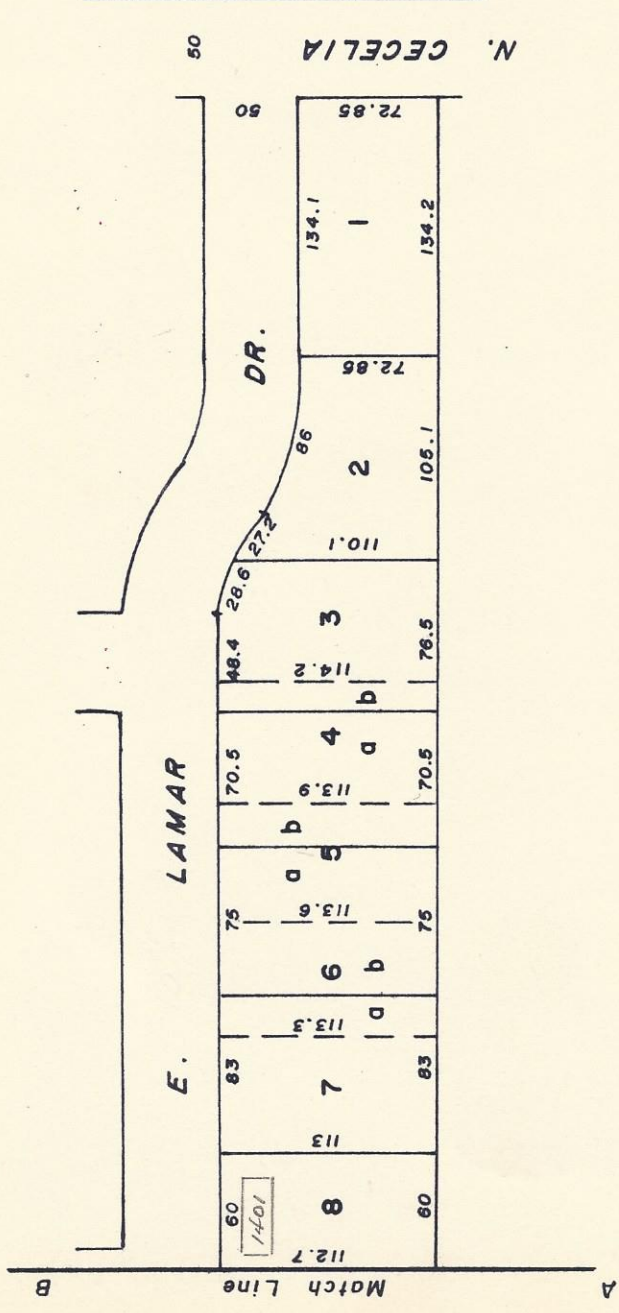 N. CECELIA
50
50
72.85
134.1
1
134.2
DR.
72.85
86
2
105.1
27.2
110.1
28.6
3
48.4
114.2
76.5
b
4
a
70.5
113.9
70.5
LAMAR
b
5
a
75
113.6
75
6
b
a
113.3
E.
83
7
83
113
60
1401
8
60
112.7
B
Match Line
A